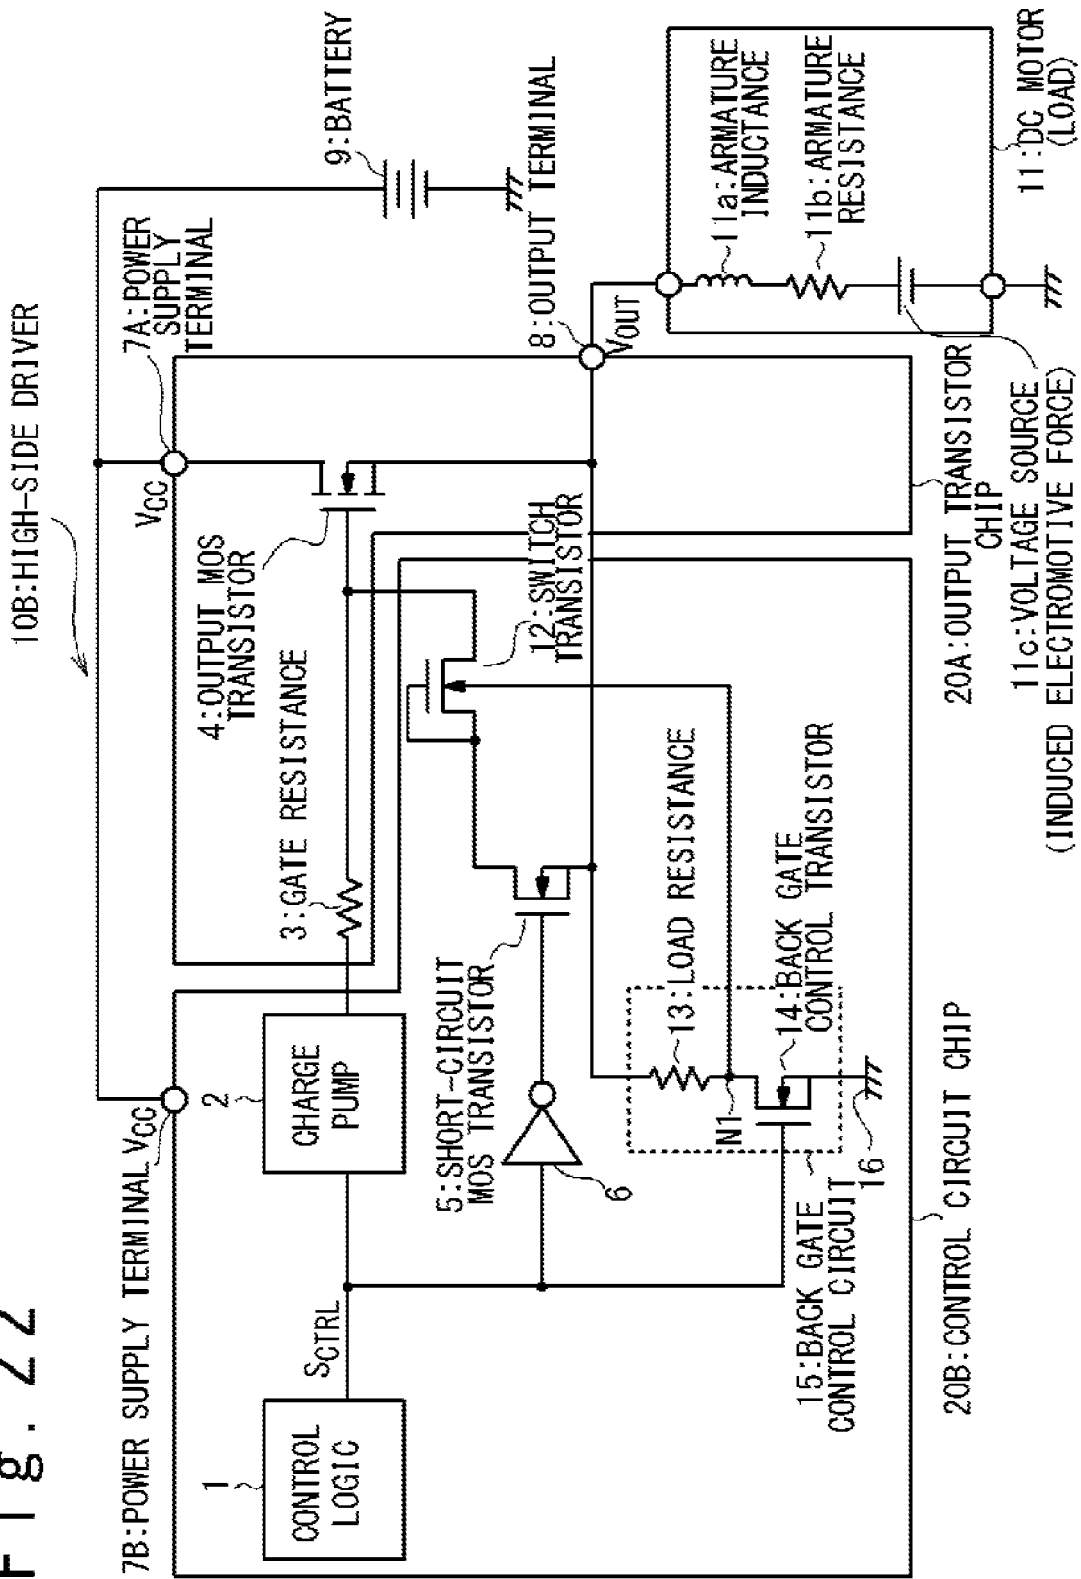 Fig. 22
10B:HIGH-SIDE DRIVER
7B:POWER SUPPLY TERMINAL
VCC
7A:POWER
SUPPLY
TERMINAL
VCC
9:BATTERY
1
CONTROL
LOGIC
SCTRL
2
CHARGE
PUMP
3:GATE RESISTANCE
4:OUTPUT MOS
TRANSISTOR
5:SHORT-CIRCUIT
MOS TRANSISTOR
6
12:SWITCH
TRANSISTOR
8:OUTPUT TERMINAL
VOUT
13:LOAD RESISTANCE
N1
14:BACK GATE
CONTROL TRANSISTOR
15:BACK GATE
CONTROL CIRCUIT
16
11a:ARMATURE
INDUCTANCE
11b:ARMATURE
RESISTANCE
11:DC MOTOR
(LOAD)
20B:CONTROL CIRCUIT CHIP
20A:OUTPUT TRANSISTOR
CHIP
11c:VOLTAGE SOURCE
(INDUCED ELECTROMOTIVE FORCE)